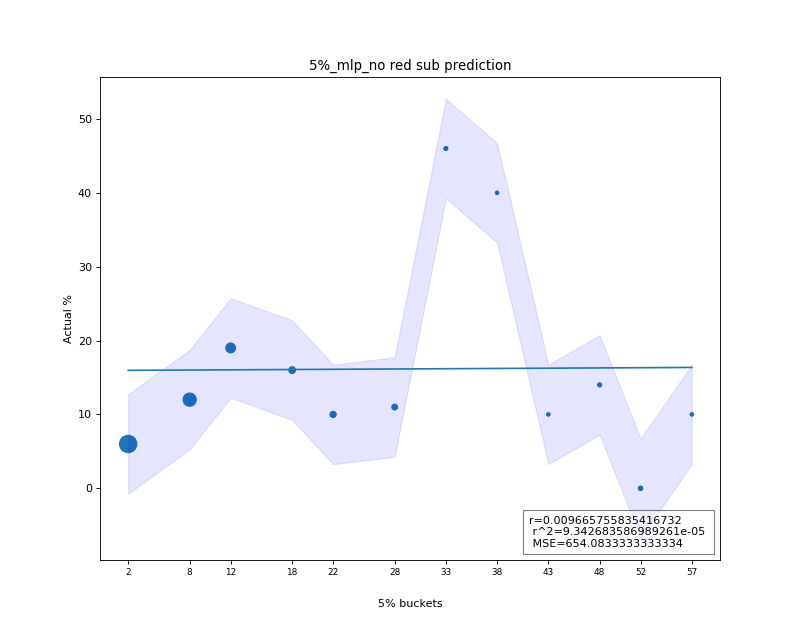 5%_mlp_no red sub prediction
50
40
30
20
10
0
Actual %
2 8 12 18 22 28 33 38 43 48 52 57
5% buckets
r=0.009665755835416732
r^2=9.342683586989261e-05
MSE=654.0833333333334